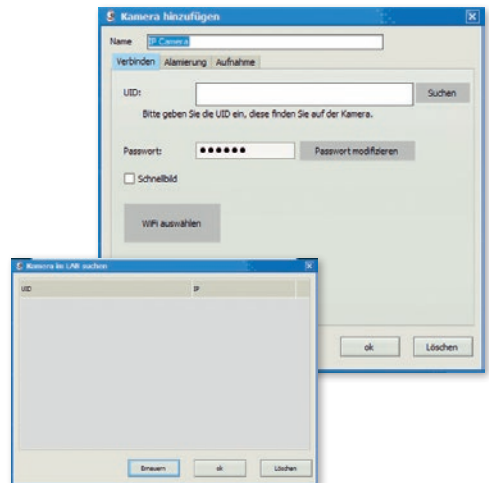 Kamera hinzufügen
Name IP Camera
Verbinden Alamierung Aufnahme
UID: Suchen
Bitte geben Sie die UID ein, diese finden Sie auf der Kamera.
Passwort: ●●●●●● Passwort modifizieren
Schnellbild
WiFi auswählen
ok Löschen
Kamera im LAN suchen
UID IP
Erneuern ok Löschen